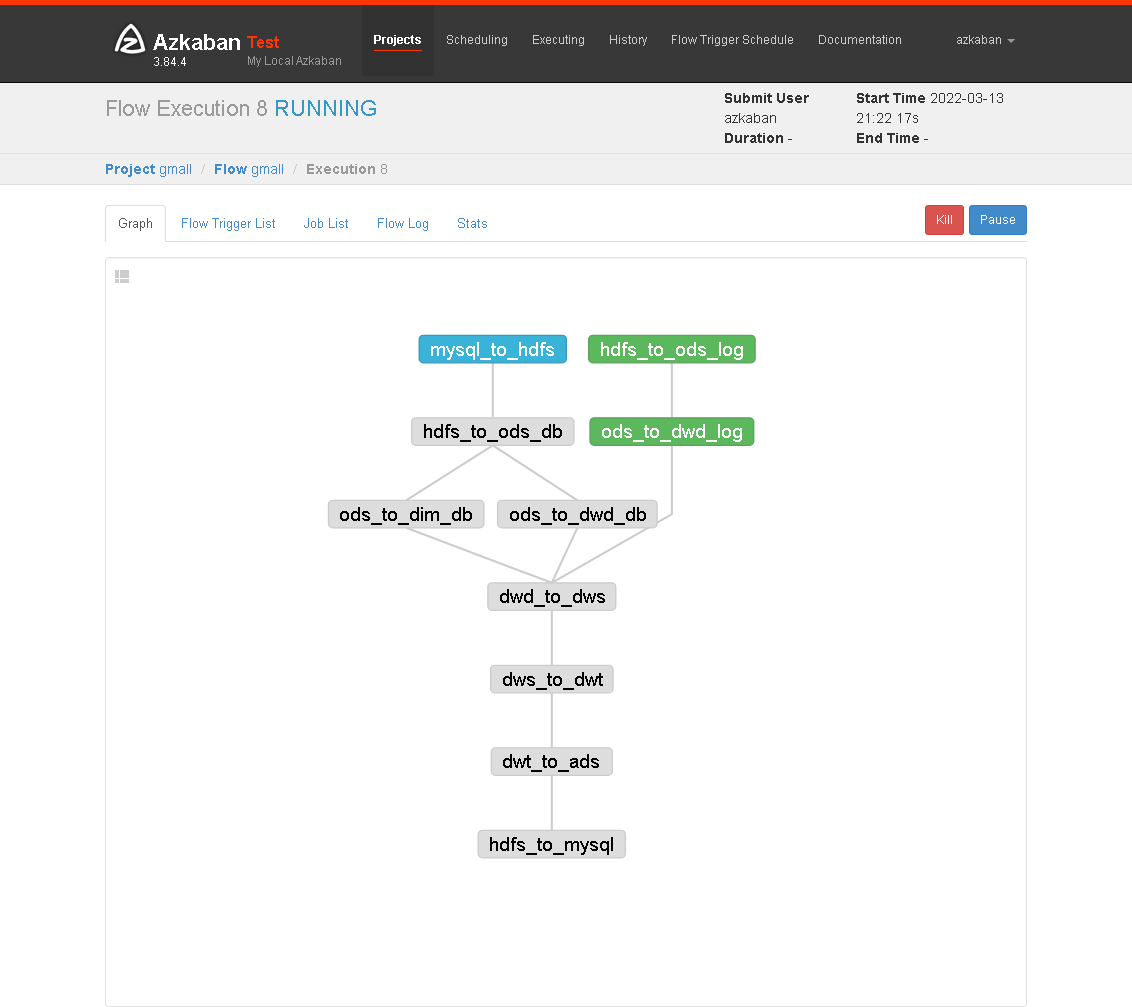 Azkaban Test
3.84.4 My Local Azkaban
Projects Scheduling Executing History Flow Trigger Schedule Documentation azkaban
Flow Execution 8 RUNNING
Submit User
azkaban
Duration -
Start Time 2022-03-13
21:22 17s
End Time -
Project gmall / Flow gmall / Execution 8
Graph Flow Trigger List Job List Flow Log Stats Kill Pause
mysql_to_hdfs hdfs_to_ods_log
hdfs_to_ods_db ods_to_dwd_log
ods_to_dim_db ods_to_dwd_db
dwd_to_dws
dws_to_dwt
dwt_to_ads
hdfs_to_mysql